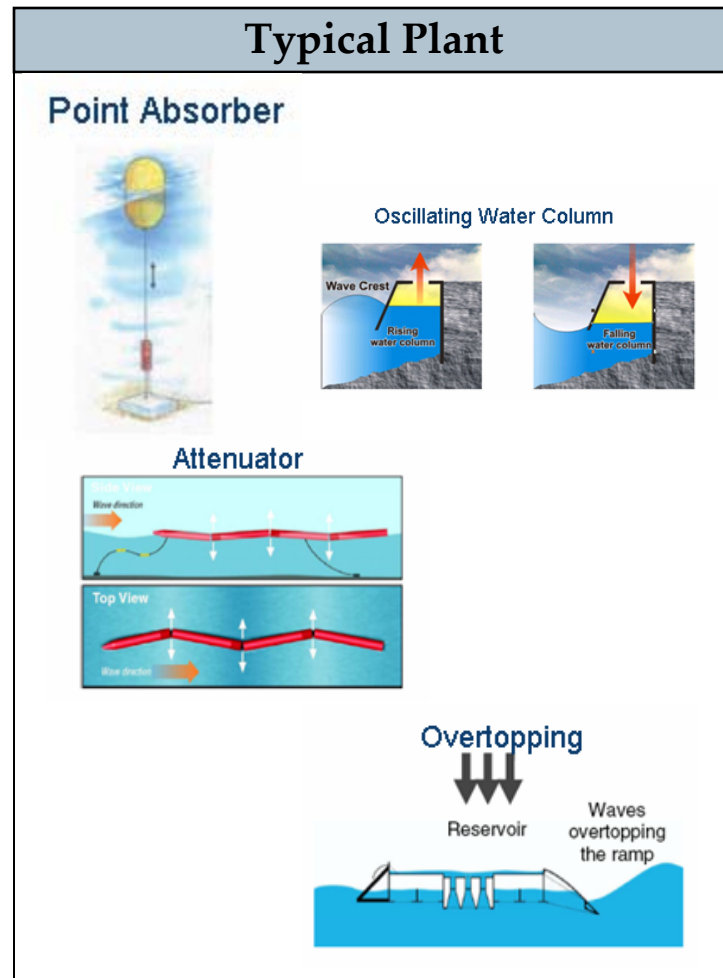 Typical Plant
Point Absorber
Oscillating Water Column
Wave Crest
Rising
water column
Falling
water column
Attenuator
Side View
Wave direction
Top View
Wave direction
Overtopping
Reservoir
Waves
overtopping
the ramp